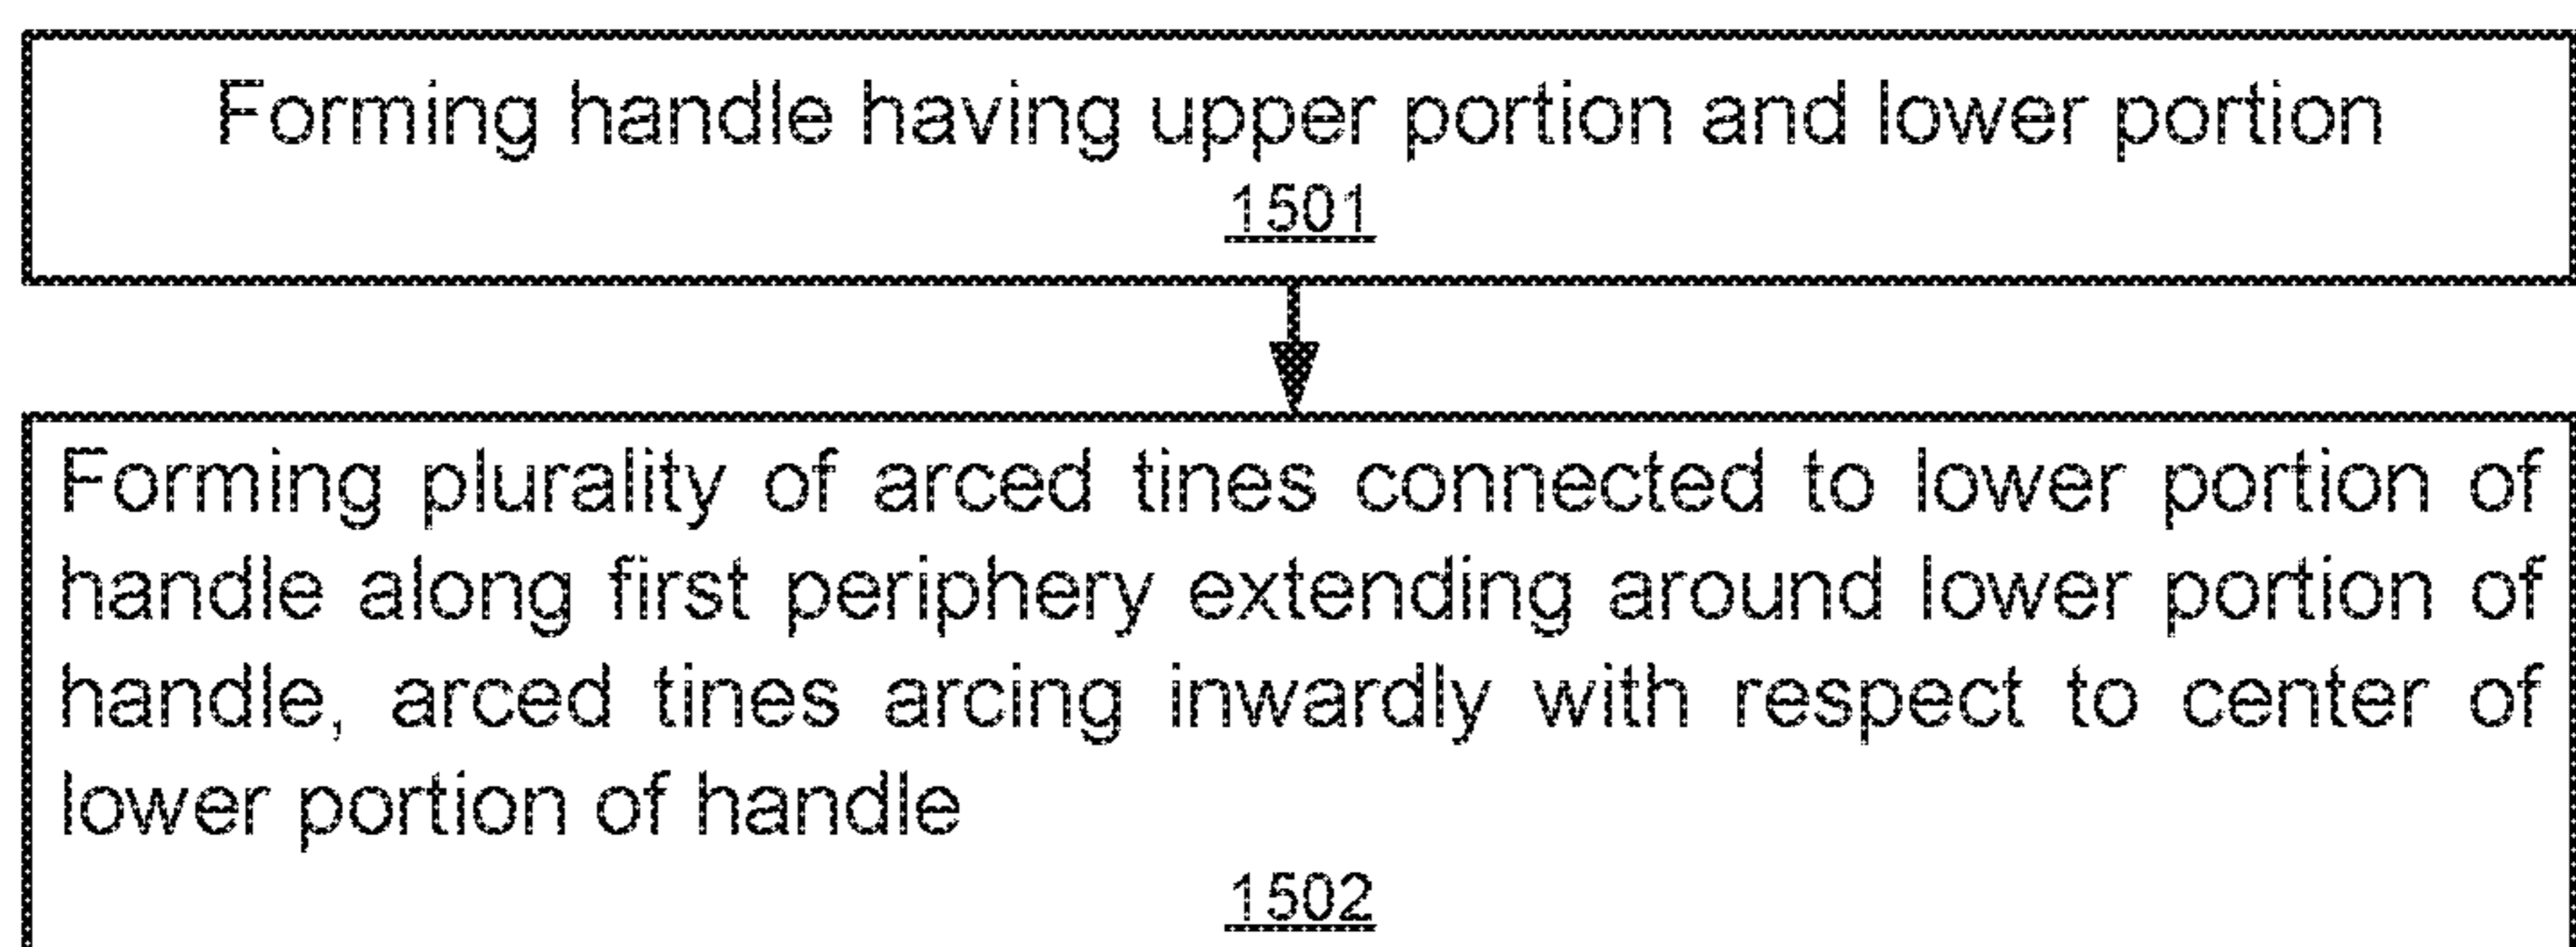 Forming handle having upper portion and lower portion
1501
Forming plurality of arced tines connected to lower portion of
handle along first periphery extending around lower portion of
handle, arced tines arcing inwardly with respect to center of
lower portion of handle
1502